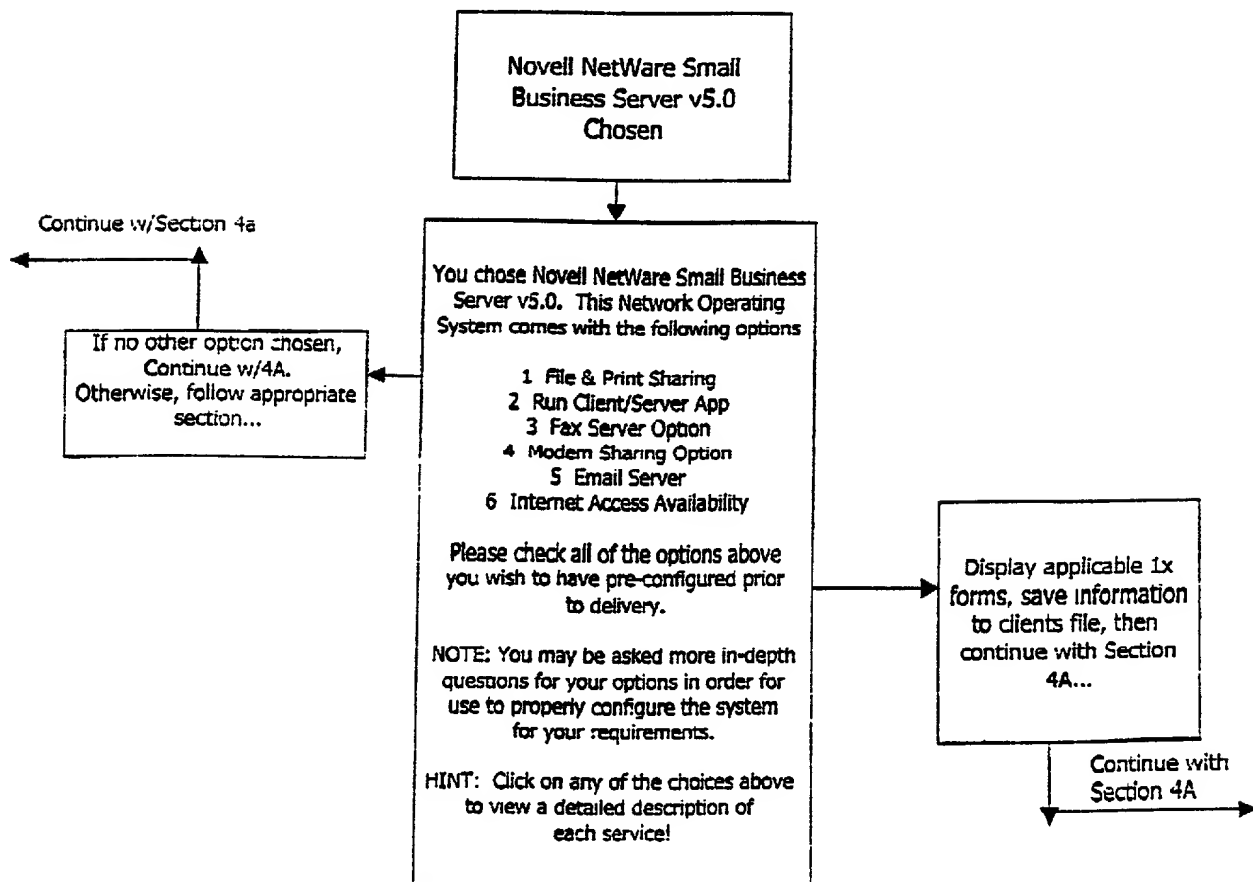 Novell NetWare Small
Business Server v5.0
Chosen
Continue w/Section 4a
You chose Novell NetWare Small Business
Server v5.0. This Network Operating
System comes with the following options
1 File & Print Sharing
2 Run Client/Server App
3 Fax Server Option
4 Modem Sharing Option
5 Email Server
6 Internet Access Availability
Please check all of the options above
you wish to have pre-configured prior
to delivery.
NOTE: You may be asked more in-depth
questions for your options in order for
use to properly configure the system
for your requirements.
HINT: Click on any of the choices above
to view a detailed description of
each service!
If no other option chosen,
Continue w/4A.
Otherwise, follow appropriate
section...
Display applicable 1x
forms, save information
to clients file, then
continue with Section
4A...
Continue with
Section 4A